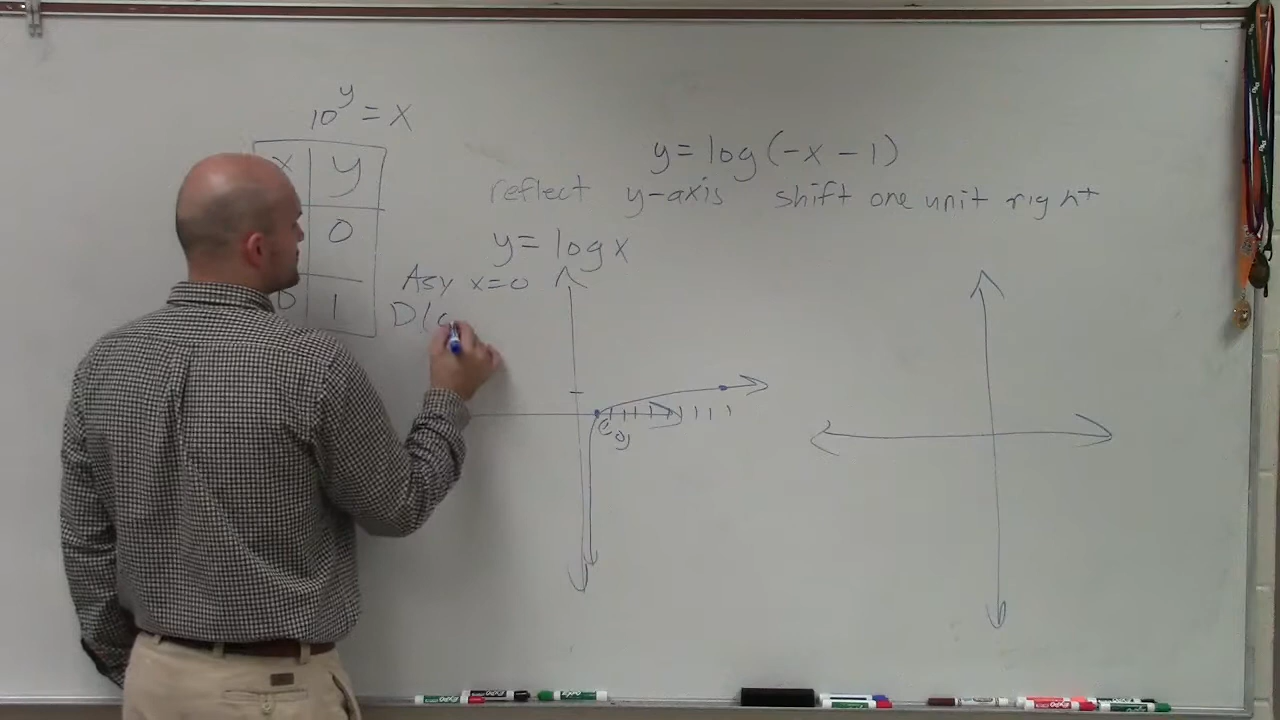 10^y = x
x y
0
1
y = log(-x - 1)
reflect y-axis shift one unit right
y = log x
Asy x=0
D(